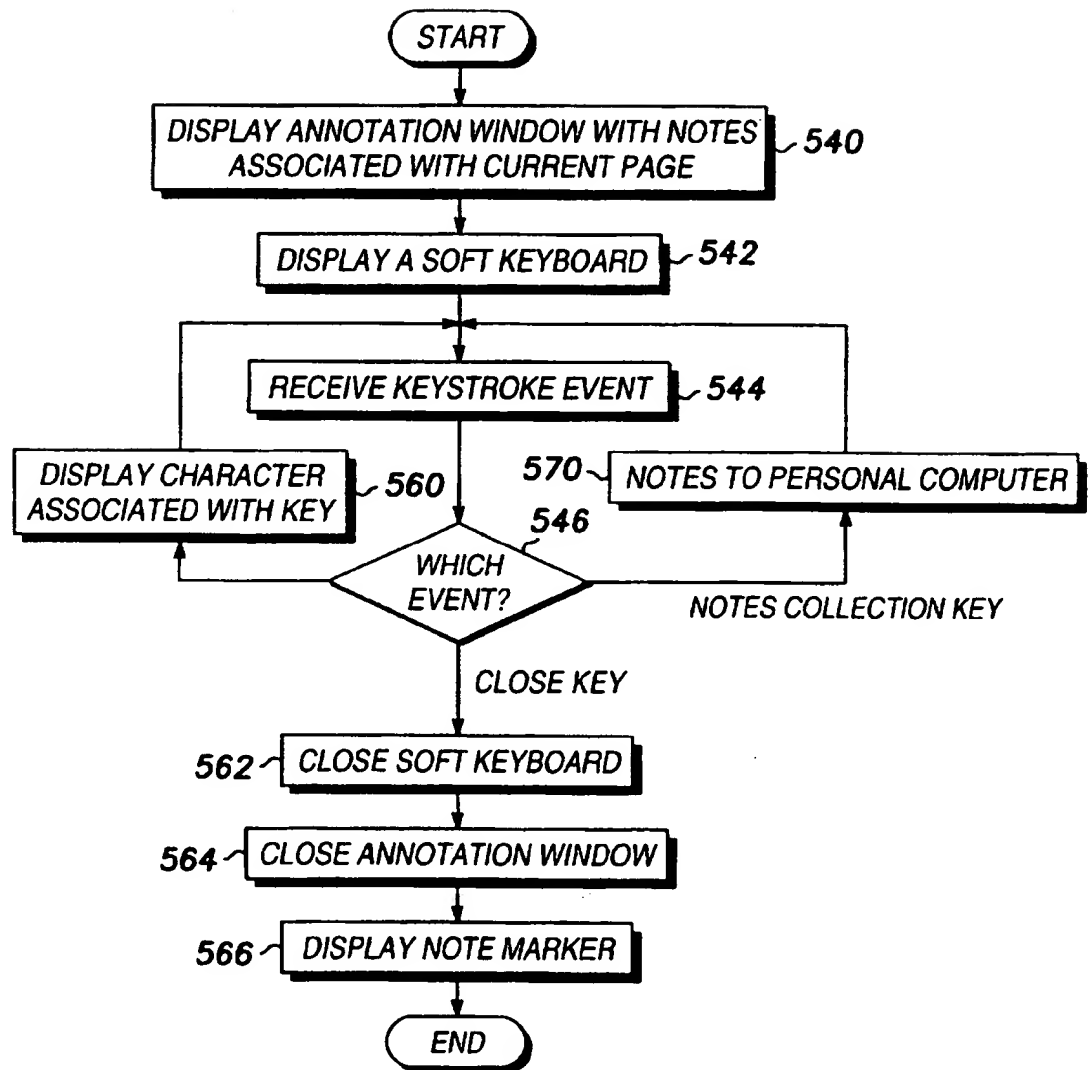 START
DISPLAY ANNOTATION WINDOW WITH NOTES
ASSOCIATED WITH CURRENT PAGE
540
DISPLAY A SOFT KEYBOARD
542
RECEIVE KEYSTROKE EVENT
544
DISPLAY CHARACTER
ASSOCIATED WITH KEY
560
570
NOTES TO PERSONAL COMPUTER
546
WHICH
EVENT?
NOTES COLLECTION KEY
CLOSE KEY
562
CLOSE SOFT KEYBOARD
564
CLOSE ANNOTATION WINDOW
566
DISPLAY NOTE MARKER
END